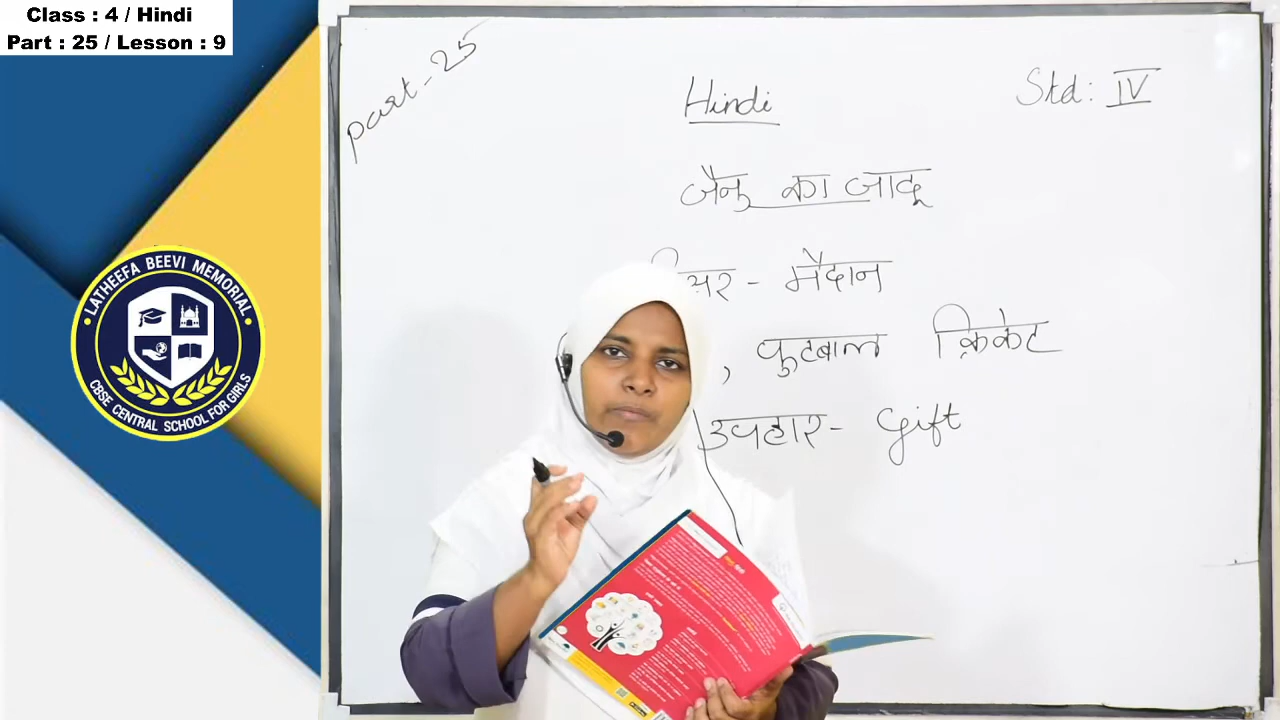 Class : 4 / Hindi
Part : 25 / Lesson : 9
part-25
Hindi
Std: IV
जैनु का जादू
- मैदान
, फुटबाल क्रिकेट
उपहार- gift
LATHEEFA BEEVI MEMORIAL
CBSE CENTRAL SCHOOL FOR GIRLS